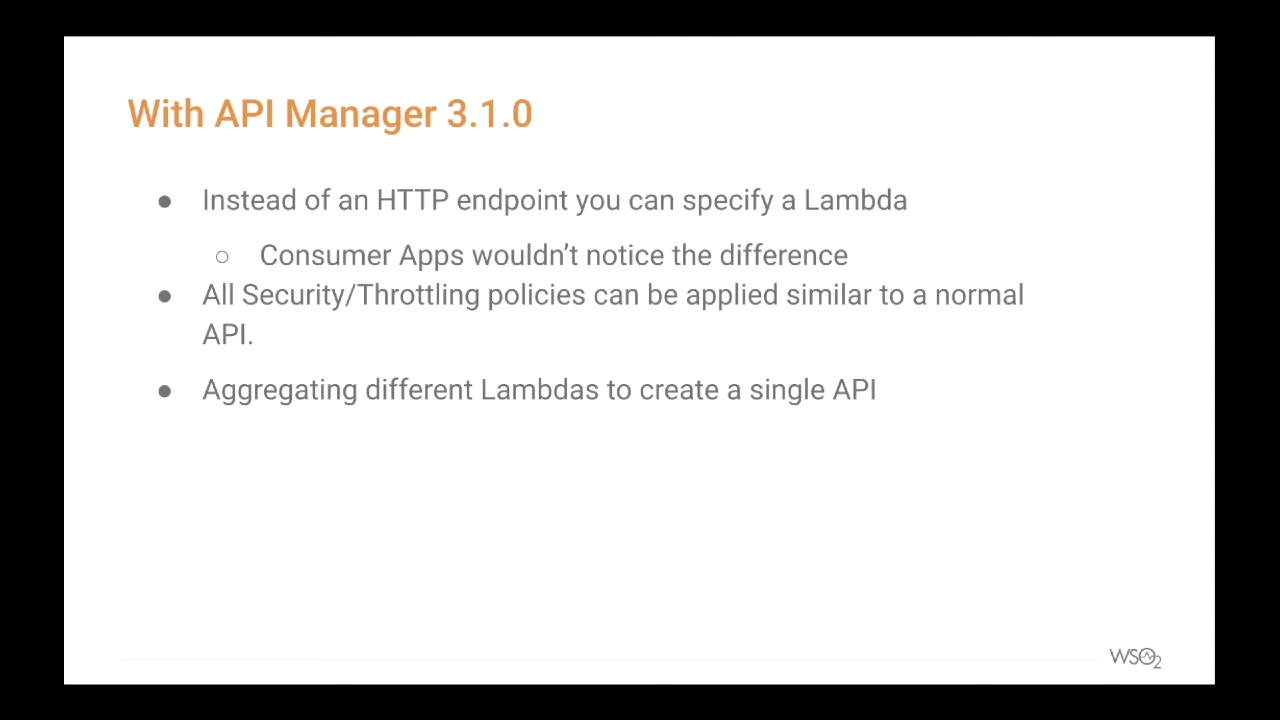 With API Manager 3.1.0
● Instead of an HTTP endpoint you can specify a Lambda
○ Consumer Apps wouldn’t notice the difference
● All Security/Throttling policies can be applied similar to a normal
API.
● Aggregating different Lambdas to create a single API
WSO2